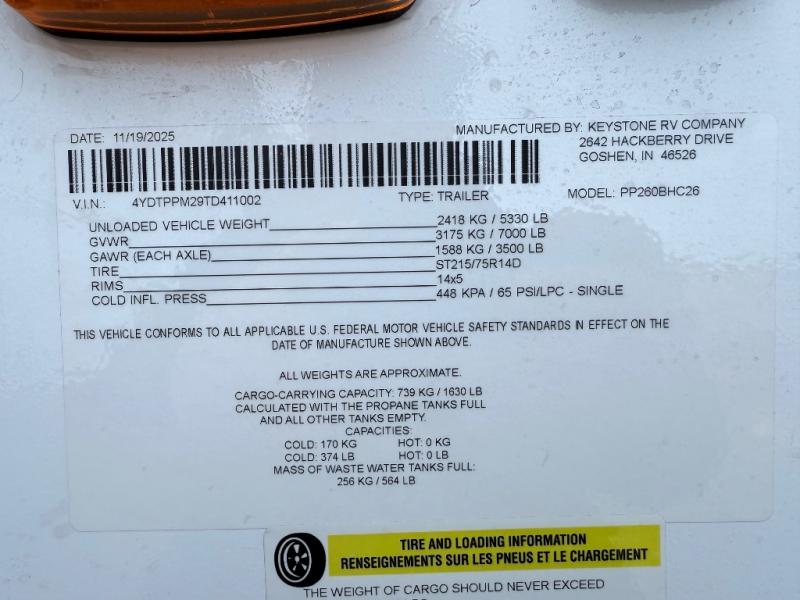 DATE: 11/19/2025
MANUFACTURED BY: KEYSTONE RV COMPANY
2642 HACKBERRY DRIVE
GOSHEN, IN 46526
V.I.N.: 4YDTPPM29TD411002 TYPE: TRAILER MODEL: PP260BHC26
UNLOADED VEHICLE WEIGHT 2418 KG / 5330 LB
GVWR 3175 KG / 7000 LB
GAWR (EACH AXLE) 1588 KG / 3500 LB
TIRE ST215/75R14D
RIMS 14x5
COLD INFL. PRESS 448 KPA / 65 PSI/LPC - SINGLE
THIS VEHICLE CONFORMS TO ALL APPLICABLE U.S. FEDERAL MOTOR VEHICLE SAFETY STANDARDS IN EFFECT ON THE
DATE OF MANUFACTURE SHOWN ABOVE.
ALL WEIGHTS ARE APPROXIMATE.
CARGO-CARRYING CAPACITY: 739 KG / 1630 LB
CALCULATED WITH THE PROPANE TANKS FULL
AND ALL OTHER TANKS EMPTY.
CAPACITIES:
COLD: 170 KG HOT: 0 KG
COLD: 374 LB HOT: 0 LB
MASS OF WASTE WATER TANKS FULL:
256 KG / 564 LB
TIRE AND LOADING INFORMATION
RENSEIGNEMENTS SUR LES PNEUS ET LE CHARGEMENT
THE WEIGHT OF CARGO SHOULD NEVER EXCEED